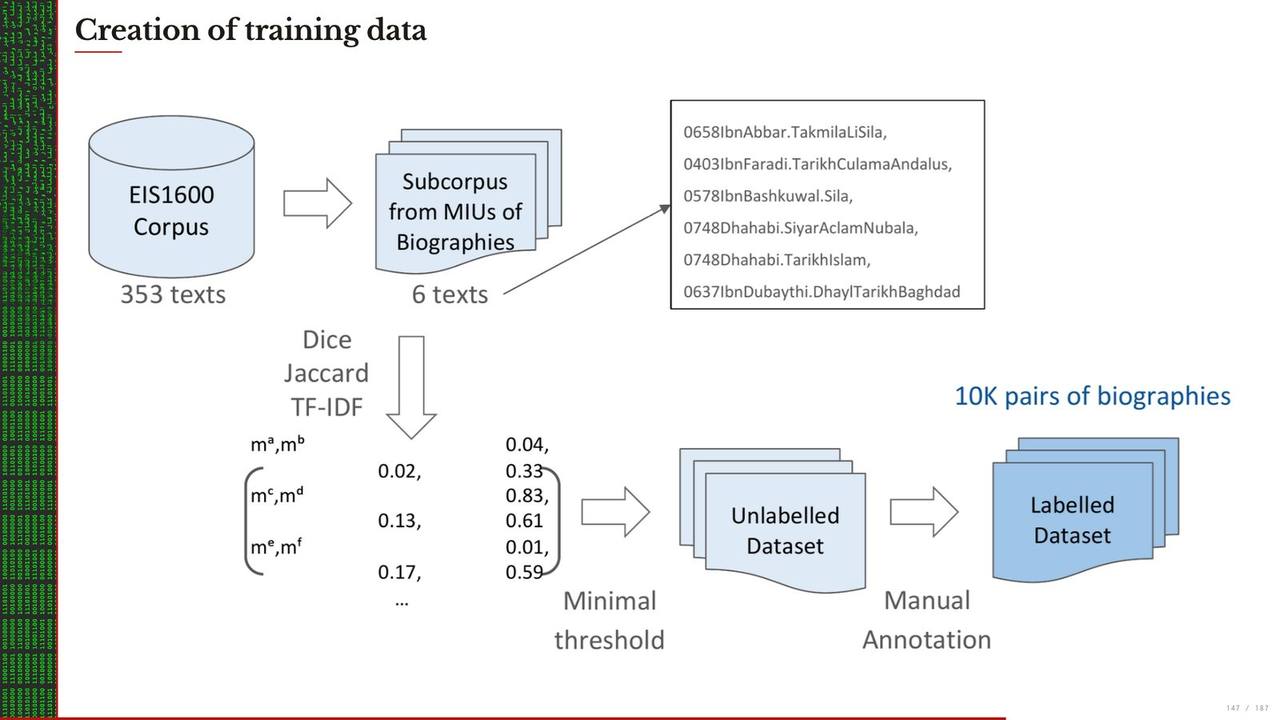 Creation of training data
EIS1600
Corpus
353 texts
Subcorpus
from MIUs of
Biographies
6 texts
0658IbnAbbar.TakmilaLiSila,
0403IbnFaradi.TarikhCulamaAndalus,
0578IbnBashkuwal.Sila,
0748Dhahabi.SiyarAclamNubala,
0748Dhahabi.TarikhIslam,
0637IbnDubaythi.DhaylTarikhBaghdad
Dice
Jaccard
TF-IDF
mᵃ,mᵇ 0.04,
0.02, 0.33
mᶜ,mᵈ 0.83,
0.13, 0.61
mᵉ,mᶠ 0.01,
0.17, 0.59
...
Minimal
threshold
Unlabelled
Dataset
Manual
Annotation
10K pairs of biographies
Labelled
Dataset
147 / 187